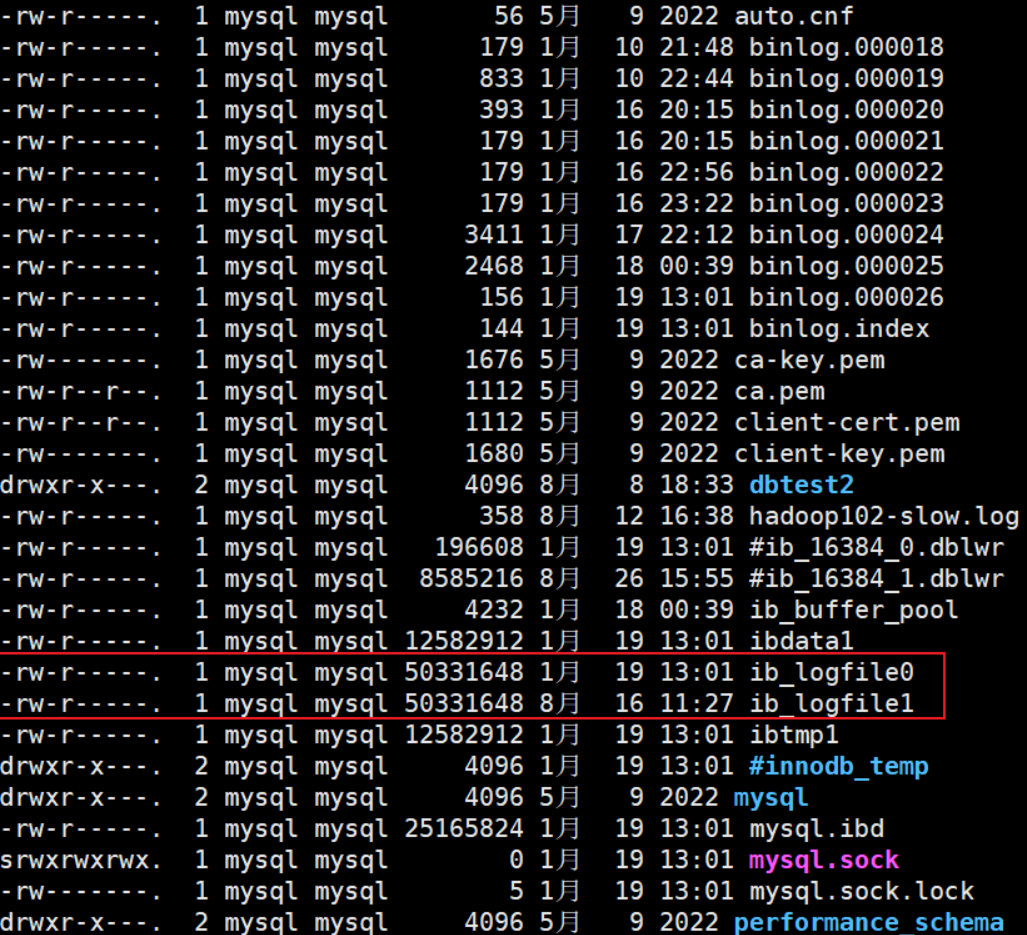 -rw-r-----. 1 mysql mysql 56 5月 9 2022 auto.cnf
-rw-r-----. 1 mysql mysql 179 1月 10 21:48 binlog.000018
-rw-r-----. 1 mysql mysql 833 1月 10 22:44 binlog.000019
-rw-r-----. 1 mysql mysql 393 1月 16 20:15 binlog.000020
-rw-r-----. 1 mysql mysql 179 1月 16 20:15 binlog.000021
-rw-r-----. 1 mysql mysql 179 1月 16 22:56 binlog.000022
-rw-r-----. 1 mysql mysql 179 1月 16 23:22 binlog.000023
-rw-r-----. 1 mysql mysql 3411 1月 17 22:12 binlog.000024
-rw-r-----. 1 mysql mysql 2468 1月 18 00:39 binlog.000025
-rw-r-----. 1 mysql mysql 156 1月 19 13:01 binlog.000026
-rw-r-----. 1 mysql mysql 144 1月 19 13:01 binlog.index
-rw-------. 1 mysql mysql 1676 5月 9 2022 ca-key.pem
-rw-r--r--. 1 mysql mysql 1112 5月 9 2022 ca.pem
-rw-r--r--. 1 mysql mysql 1112 5月 9 2022 client-cert.pem
-rw-------. 1 mysql mysql 1680 5月 9 2022 client-key.pem
drwxr-x---. 2 mysql mysql 4096 8月 8 18:33 dbtest2
-rw-r-----. 1 mysql mysql 358 8月 12 16:38 hadoop102-slow.log
-rw-r-----. 1 mysql mysql 196608 1月 19 13:01 #ib_16384_0.dblwr
-rw-r-----. 1 mysql mysql 8585216 8月 26 15:55 #ib_16384_1.dblwr
-rw-r-----. 1 mysql mysql 4232 1月 18 00:39 ib_buffer_pool
-rw-r-----. 1 mysql mysql 12582912 1月 19 13:01 ibdata1
-rw-r-----. 1 mysql mysql 50331648 1月 19 13:01 ib_logfile0
-rw-r-----. 1 mysql mysql 50331648 8月 16 11:27 ib_logfile1
-rw-r-----. 1 mysql mysql 12582912 1月 19 13:01 ibtmp1
drwxr-x---. 2 mysql mysql 4096 1月 19 13:01 #innodb_temp
drwxr-x---. 2 mysql mysql 4096 5月 9 2022 mysql
-rw-r-----. 1 mysql mysql 25165824 1月 19 13:01 mysql.ibd
srwxrwxrwx. 1 mysql mysql 0 1月 19 13:01 mysql.sock
-rw-------. 1 mysql mysql 5 1月 19 13:01 mysql.sock.lock
drwxr-x---. 2 mysql mysql 4096 5月 9 2022 performance_schema